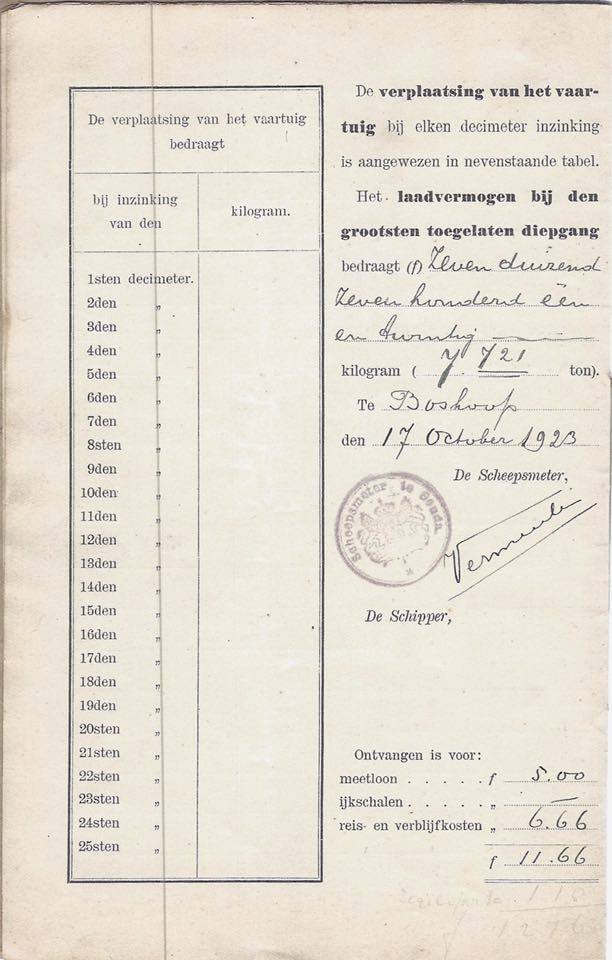 De verplaatsing van het vaartuig
bedraagt
bij inzinking
van den
kilogram.
1sten decimeter.
2den „
3den „
4den „
5den „
6den „
7den „
8sten „
9den „
10den „
11den „
12den „
13den „
14den „
15den „
16den „
17den „
18den „
19den „
20sten „
21sten „
22sten „
23sten „
24sten „
25sten „
De verplaatsing van het vaar-
tuig bij elken decimeter inzinking
is aangewezen in nevenstaande tabel.
Het laadvermogen bij den
grootsten toegelaten diepgang
bedraagt (f) Zeven duizend
zeven honderd één
en twintig
kilogram ( 7.721 ton).
Te Boskoop
den 17 October 1923
De Scheepsmeter,
Scheepsmeter te Gouda
Vermeule
De Schipper,
Ontvangen is voor:
meetloon . . . . . f 5.00
ijkschalen . . . . . „ —
reis- en verblijfkosten „ 6.66
f 11.66